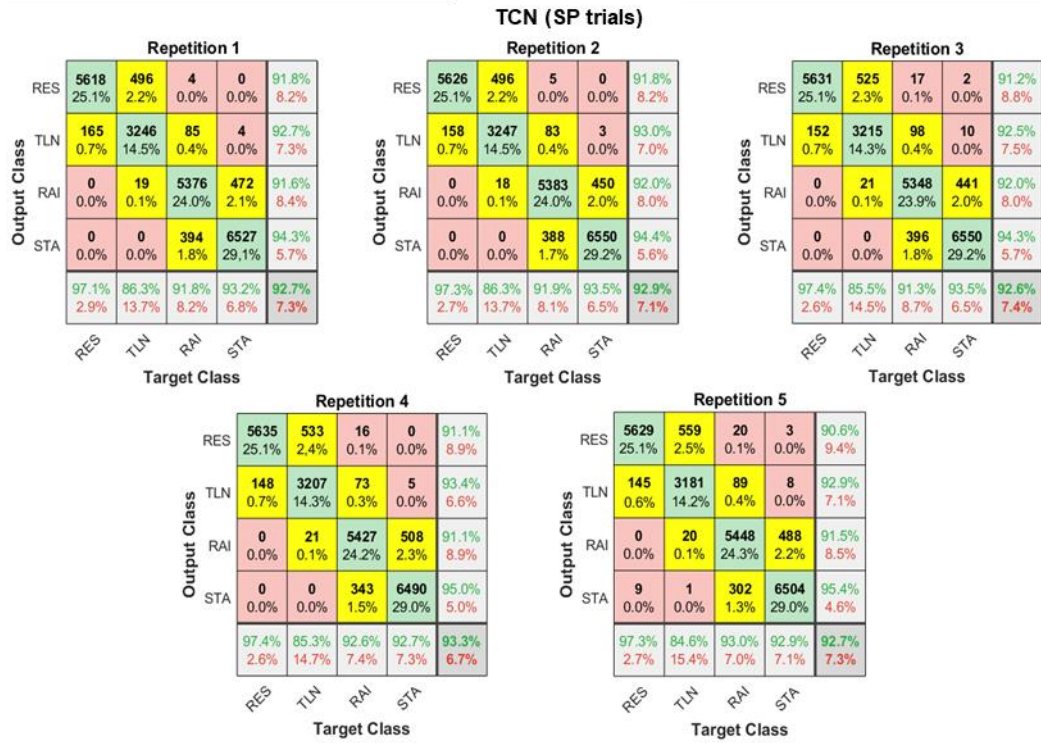 TCN (SP trials)
Repetition 1
Output Class
RES 5618 496 4 0 91.8%
25.1% 2.2% 0.0% 0.0% 8.2%
TLN 165 3246 85 4 92.7%
0.7% 14.5% 0.4% 0.0% 7.3%
RAI 0 19 5376 472 91.6%
0.0% 0.1% 24.0% 2.1% 8.4%
STA 0 0 394 6527 94.3%
0.0% 0.0% 1.8% 29,1% 5.7%
97.1% 86.3% 91.8% 93.2% 92.7%
2.9% 13.7% 8.2% 6.8% 7.3%
RES TLN RAI STA
Target Class
Repetition 2
Output Class
RES 5626 496 5 0 91.8%
25.1% 2.2% 0.0% 0.0% 8.2%
TLN 158 3247 83 3 93.0%
0.7% 14.5% 0.4% 0.0% 7.0%
RAI 0 18 5383 450 92.0%
0.0% 0.1% 24.0% 2.0% 8.0%
STA 0 0 388 6550 94.4%
0.0% 0.0% 1.7% 29.2% 5.6%
97.3% 86.3% 91.9% 93.5% 92.9%
2.7% 13.7% 8.1% 6.5% 7.1%
RES TLN RAI STA
Target Class
Repetition 3
Output Class
RES 5631 525 17 2 91.2%
25.1% 2.3% 0.1% 0.0% 8.8%
TLN 152 3215 98 10 92.5%
0.7% 14.3% 0.4% 0.0% 7.5%
RAI 0 21 5348 441 92.0%
0.0% 0.1% 23.9% 2.0% 8.0%
STA 0 0 396 6550 94.3%
0.0% 0.0% 1.8% 29.2% 5.7%
97.4% 85.5% 91.3% 93.5% 92.6%
2.6% 14.5% 8.7% 6.5% 7.4%
RES TLN RAI STA
Target Class
Repetition 4
Output Class
RES 5635 533 16 0 91.1%
25.1% 2,4% 0.1% 0.0% 8.9%
TLN 148 3207 73 5 93.4%
0.7% 14.3% 0.3% 0.0% 6.6%
RAI 0 21 5427 508 91.1%
0.0% 0.1% 24.2% 2.3% 8.9%
STA 0 0 343 6490 95.0%
0.0% 0.0% 1.5% 29.0% 5.0%
97.4% 85.3% 92.6% 92.7% 93.3%
2.6% 14.7% 7.4% 7.3% 6.7%
RES TLN RAI STA
Target Class
Repetition 5
Output Class
RES 5629 559 20 3 90.6%
25.1% 2.5% 0.1% 0.0% 9.4%
TLN 145 3181 89 8 92.9%
0.6% 14.2% 0.4% 0.0% 7.1%
RAI 0 20 5448 488 91.5%
0.0% 0.1% 24.3% 2.2% 8.5%
STA 9 1 302 6504 95.4%
0.0% 0.0% 1.3% 29.0% 4.6%
97.3% 84.6% 93.0% 92.9% 92.7%
2.7% 15.4% 7.0% 7.1% 7.3%
RES TLN RAI STA
Target Class